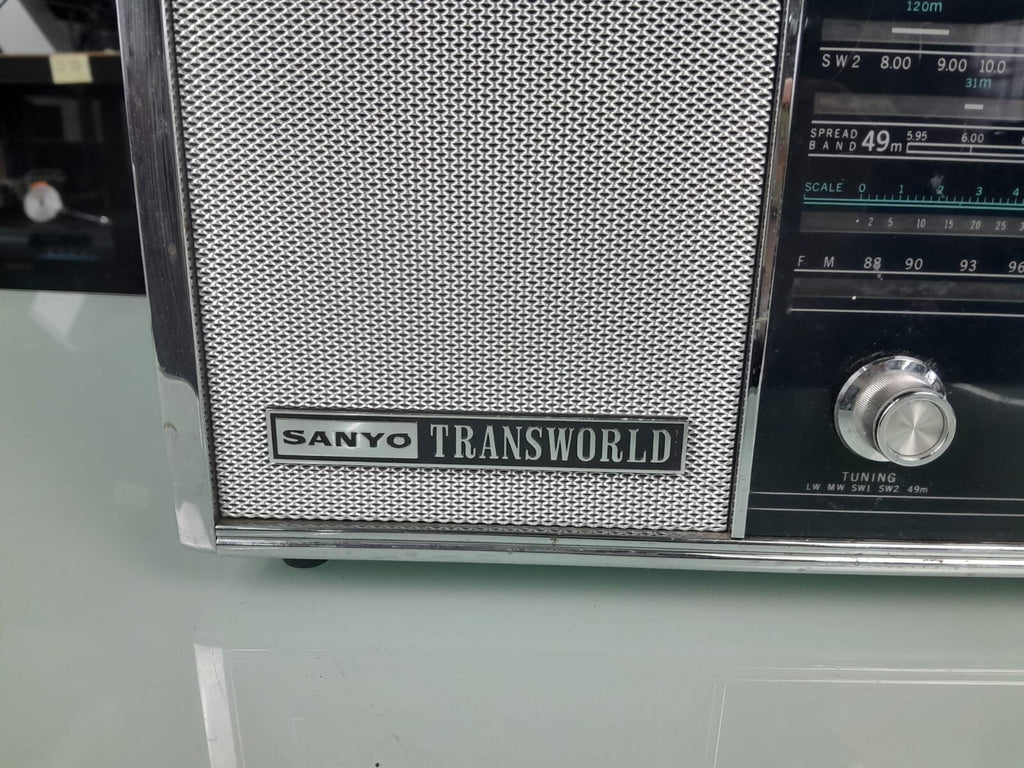 120m
SW2 8.00 9.00 10.0
31m
SPREAD BAND 49m 5.95 6.00
SCALE 0 1 2 3 4
2 5 10 15 20 25
FM 88 90 93 96
SANYO TRANSWORLD
TUNING
LW MW SW1 SW2 49m